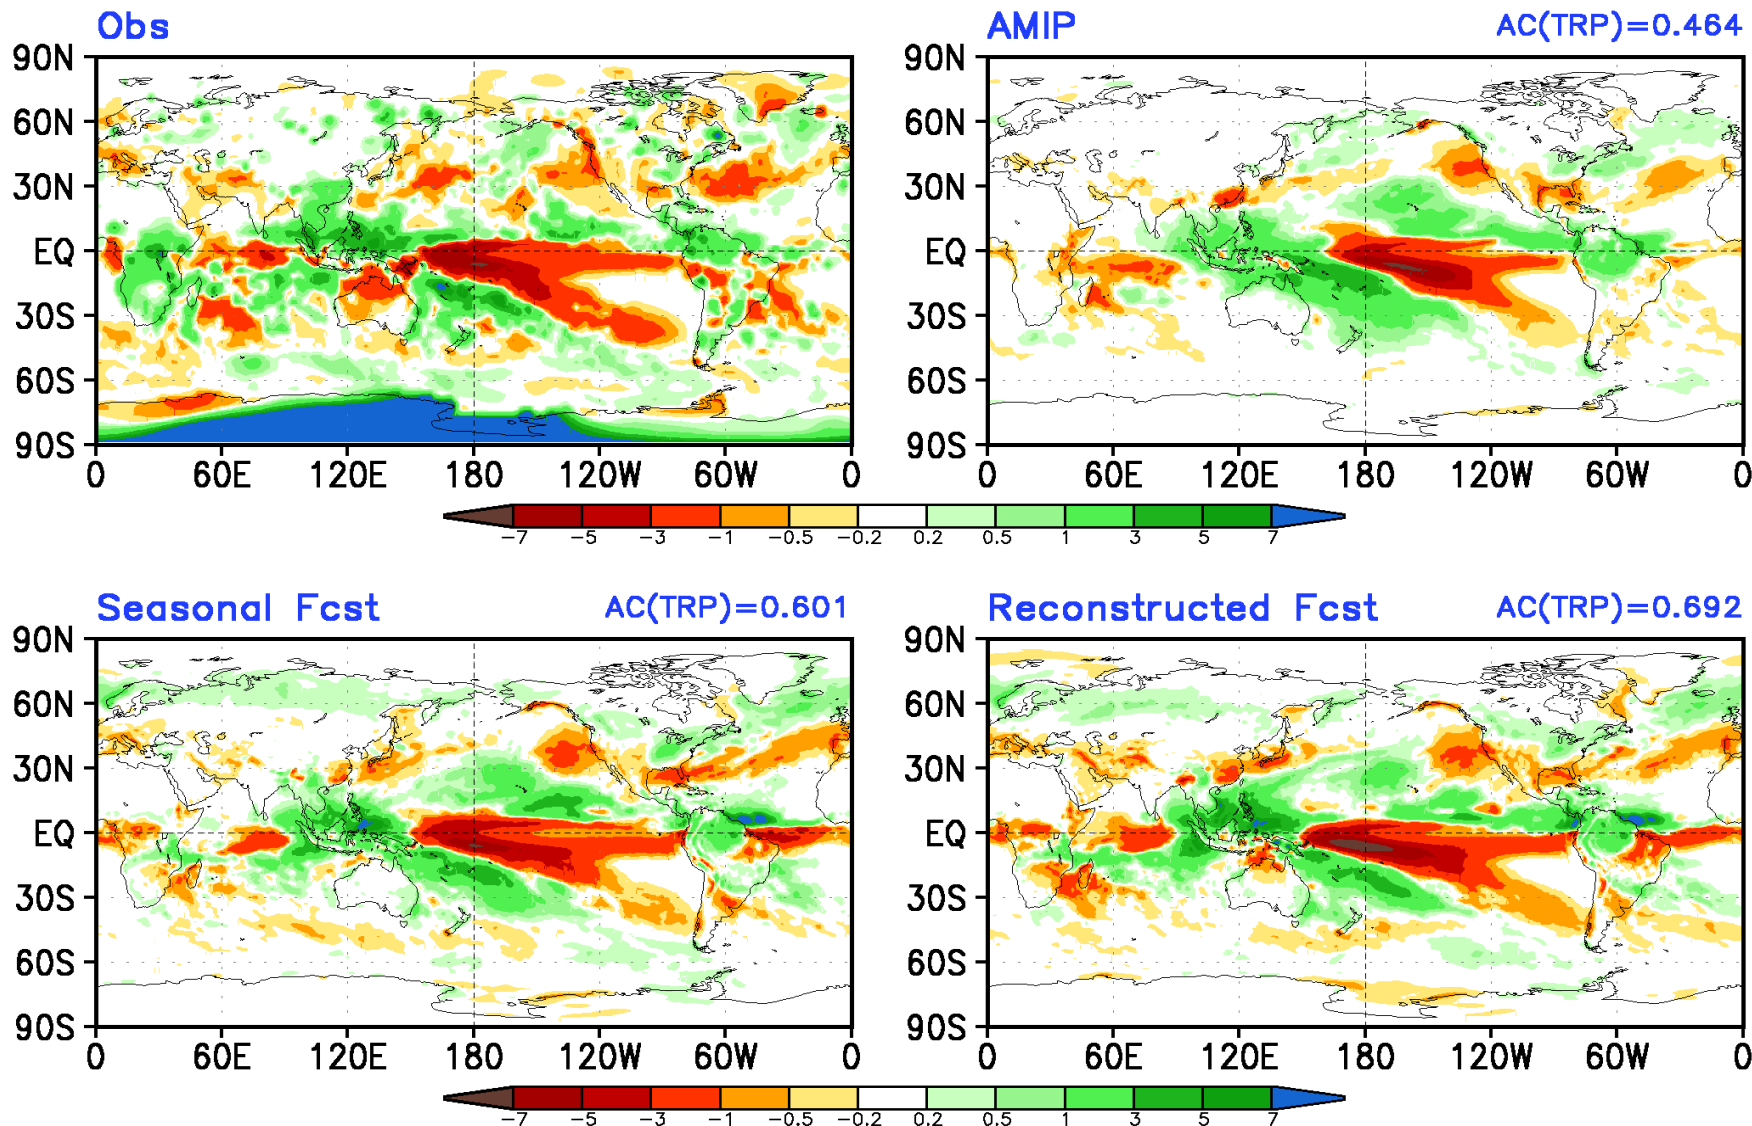 Obs
AMIP AC(TRP)=0.464
90N 90N
60N 60N
30N 30N
EQ EQ
30S 30S
60S 60S
90S 90S
0 60E 120E 180 120W 60W 0 0 60E 120E 180 120W 60W 0
-7 -5 -3 -1 -0.5 -0.2 0.2 0.5 1 3 5 7
Seasonal Fcst AC(TRP)=0.601
Reconstructed Fcst AC(TRP)=0.692
90N 90N
60N 60N
30N 30N
EQ EQ
30S 30S
60S 60S
90S 90S
0 60E 120E 180 120W 60W 0 0 60E 120E 180 120W 60W 0
-7 -5 -3 -1 -0.5 -0.2 0.2 0.5 1 3 5 7